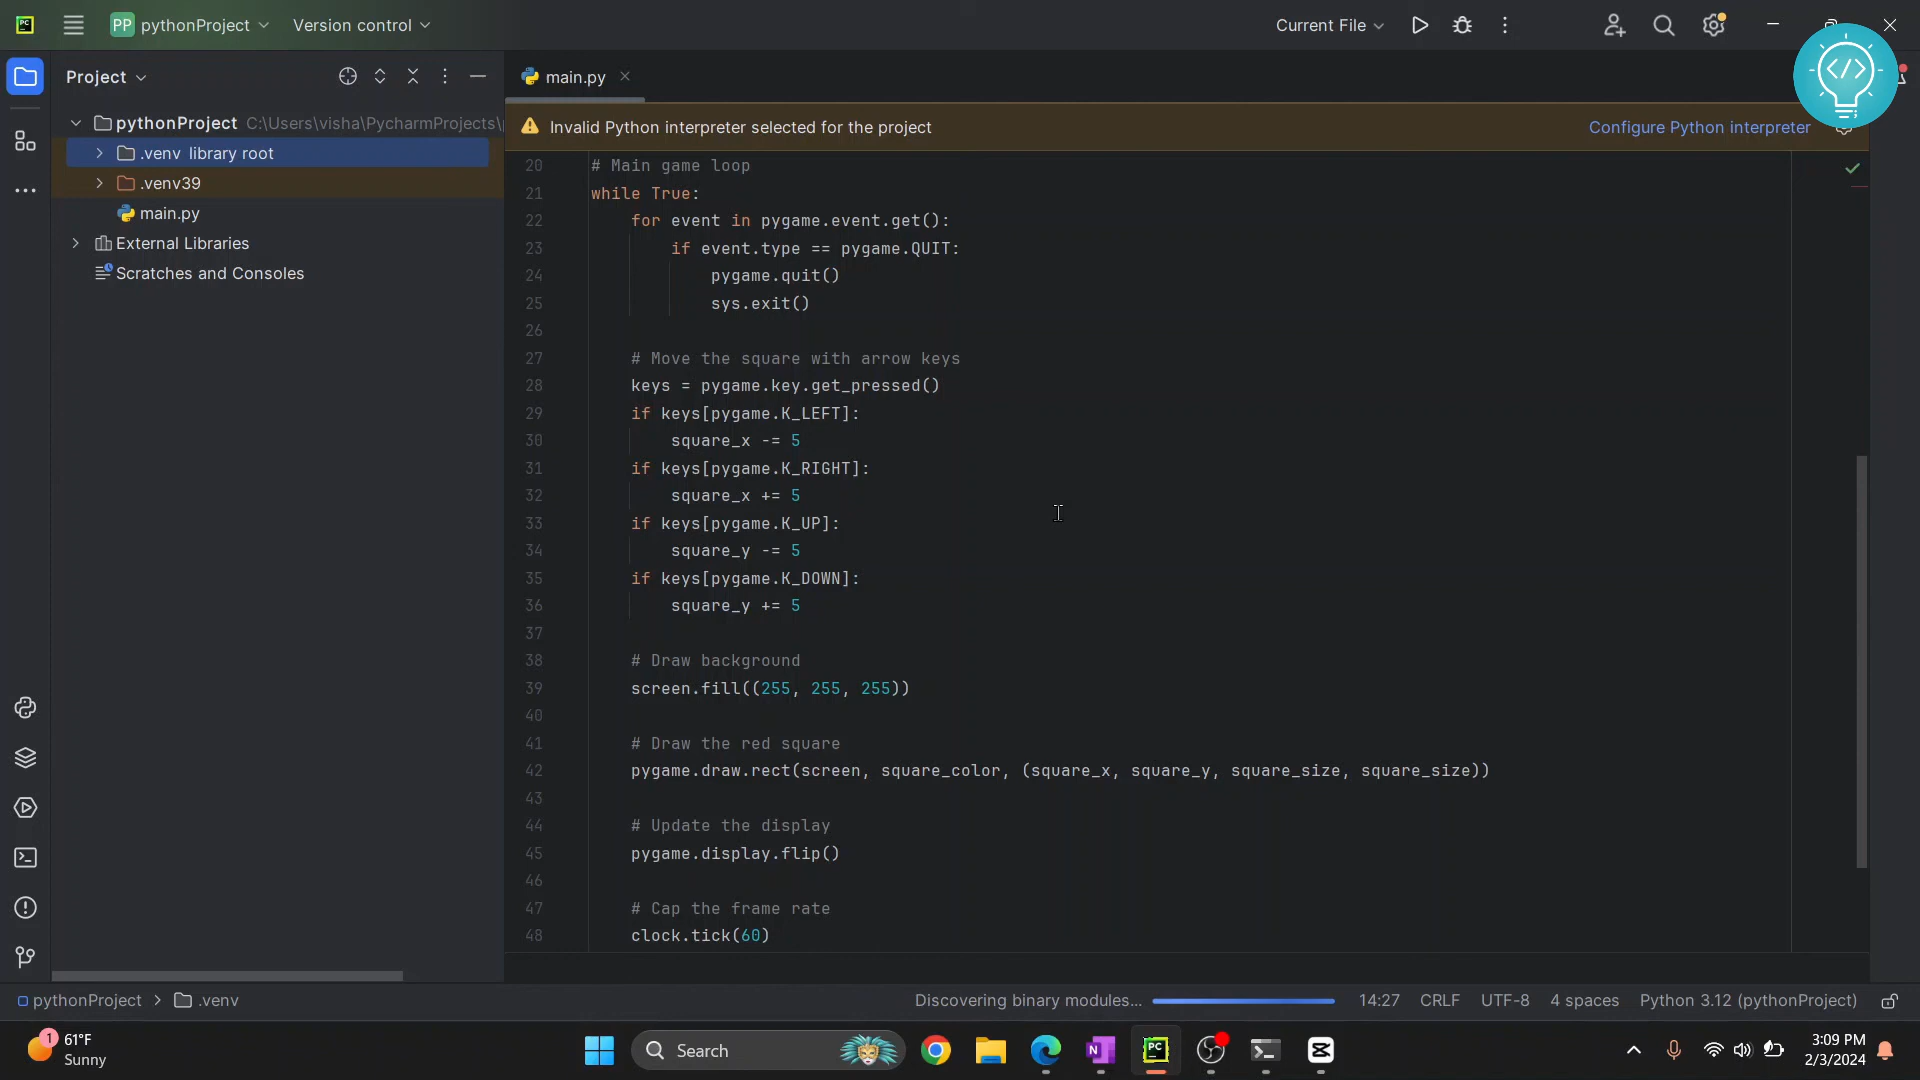 PP pythonProject
Version control
Current File
Project
main.py
Invalid Python interpreter selected for the project
Configure Python interpreter
pythonProject C:\Users\visha\PycharmProjects\
.venv library root
.venv39
main.py
External Libraries
Scratches and Consoles
20 # Main game loop
21 while True:
22 for event in pygame.event.get():
23 if event.type == pygame.QUIT:
24 pygame.quit()
25 sys.exit()
26
27 # Move the square with arrow keys
28 keys = pygame.key.get_pressed()
29 if keys[pygame.K_LEFT]:
30 square_x -= 5
31 if keys[pygame.K_RIGHT]:
32 square_x += 5
33 if keys[pygame.K_UP]:
34 square_y -= 5
35 if keys[pygame.K_DOWN]:
36 square_y += 5
37
38 # Draw background
39 screen.fill((255, 255, 255))
40
41 # Draw the red square
42 pygame.draw.rect(screen, square_color, (square_x, square_y, square_size, square_size))
43
44 # Update the display
45 pygame.display.flip()
46
47 # Cap the frame rate
48 clock.tick(60)
pythonProject > .venv
Discovering binary modules...
14:27 CRLF UTF-8 4 spaces Python 3.12 (pythonProject)
1
61°F
Sunny
Search
3:09 PM
2/3/2024